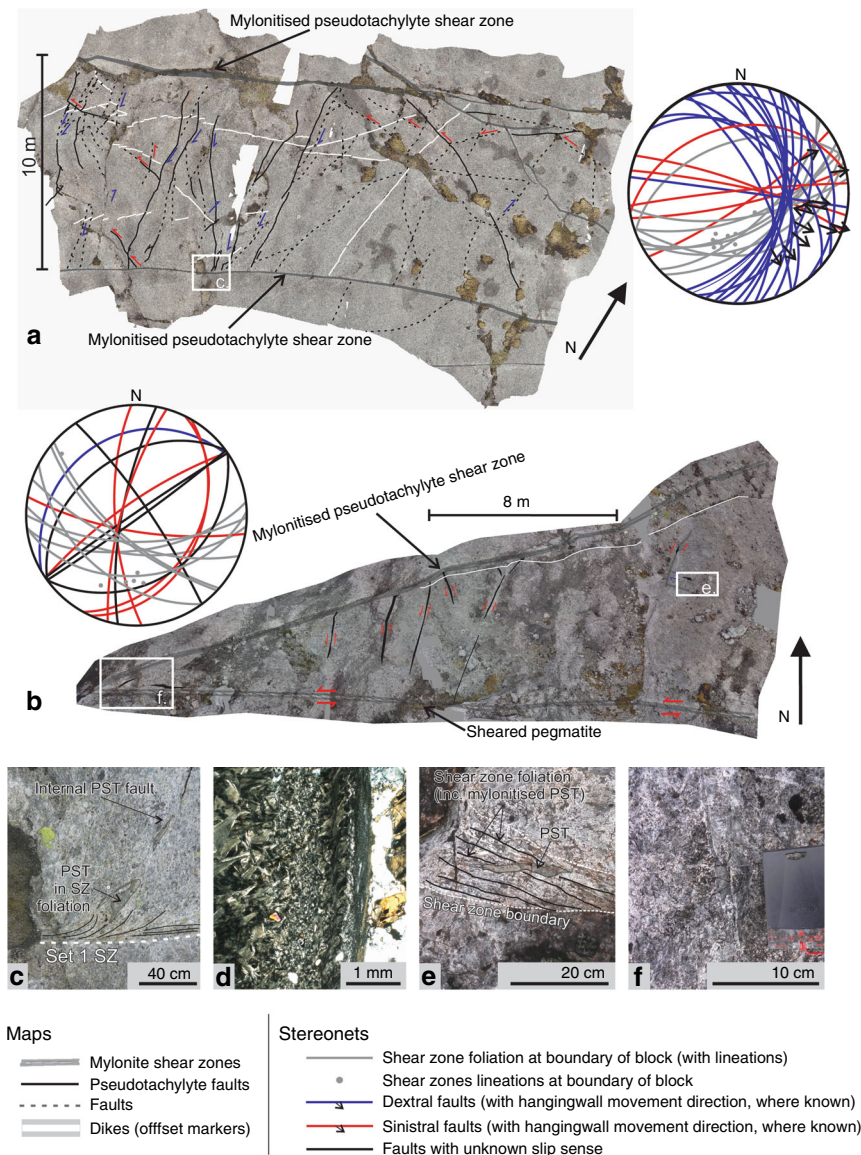 Mylonitised pseudotachylyte shear zone
10 m
N
c.
a
Mylonitised pseudotachylyte shear zone
N
N
Mylonitised pseudotachylyte shear zone
8 m
e.
f.
b
Sheared pegmatite
N
Internal PST fault
PST
in SZ
foliation
Set 1 SZ
c
40 cm
d
1 mm
Shear zone foliation
(inc. mylonitised PST)
PST
Shear zone boundary
e
20 cm
f
10 cm
Maps
Mylonite shear zones
Pseudotachylyte faults
Faults
Dikes (offfset markers)
Stereonets
Shear zone foliation at boundary of block (with lineations)
Shear zones lineations at boundary of block
Dextral faults (with hangingwall movement direction, where known)
Sinistral faults (with hangingwall movement direction, where known)
Faults with unknown slip sense